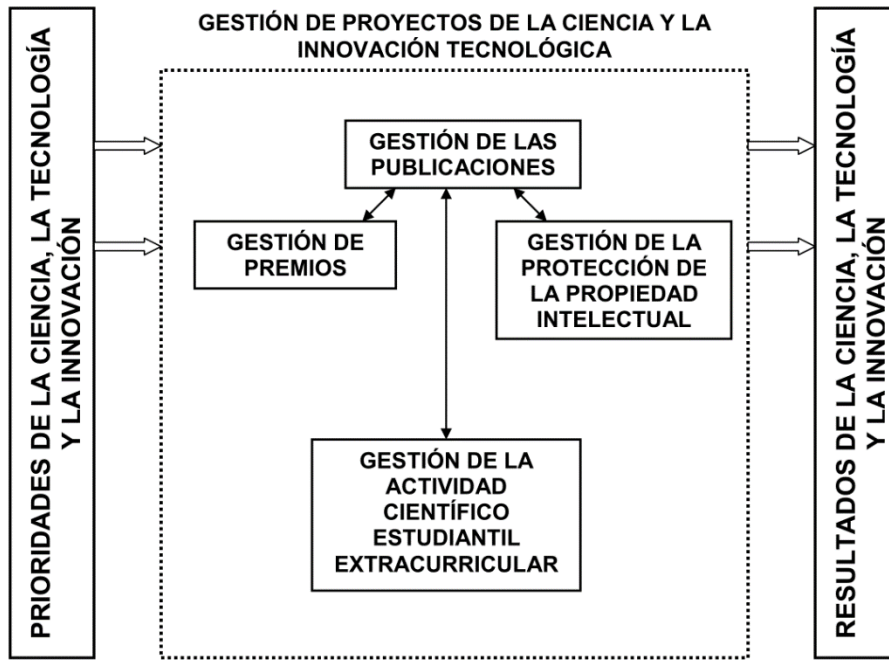 PRIORIDADES DE LA CIENCIA, LA TECNOLOGÍA
Y LA INNOVACIÓN
GESTIÓN DE PROYECTOS DE LA CIENCIA Y LA
INNOVACIÓN TECNOLÓGICA
GESTIÓN DE LAS
PUBLICACIONES
GESTIÓN DE
PREMIOS
GESTIÓN DE LA
PROTECCIÓN DE
LA PROPIEDAD
INTELECTUAL
GESTIÓN DE LA
ACTIVIDAD
CIENTÍFICO
ESTUDIANTIL
EXTRACURRICULAR
RESULTADOS DE LA CIENCIA, LA TECNOLOGÍA
Y LA INNOVACIÓN